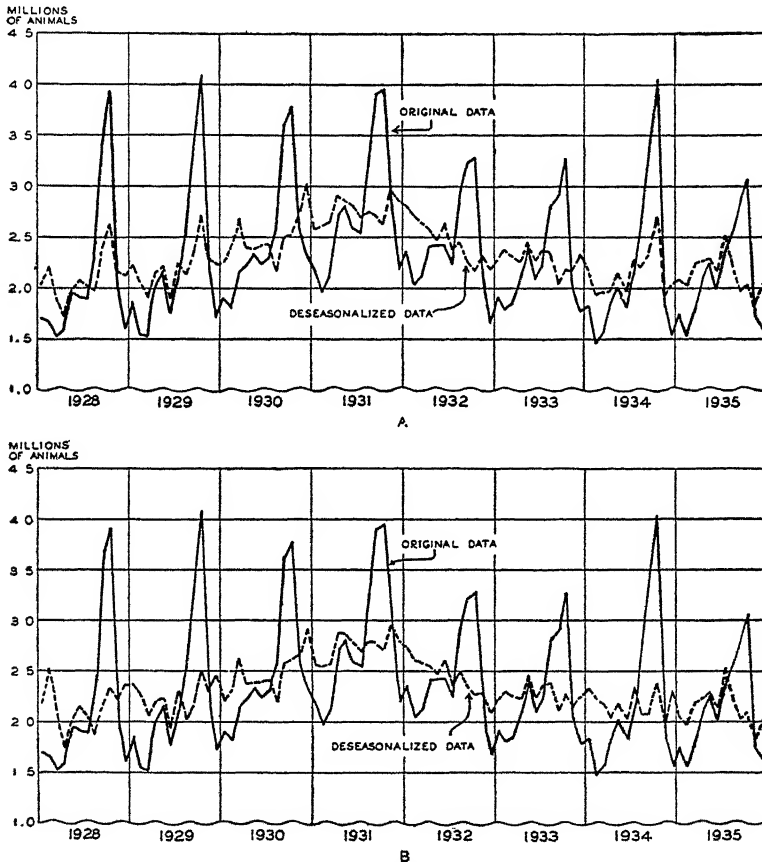 MILLIONS
OF ANIMALS
4 5
4 0
3 5
3 0
2 5
2 0
1.5
1.0
ORIGINAL DATA
DESEASONALIZED DATA
1928 1929 1930 1931 1932 1933 1934 1935
A.
MILLIONS
OF ANIMALS
4 5
4 0
3 5
3 0
2 5
2 0
1 5
1.0
ORIGINAL DATA
DESEASONALIZED DATA
1928 1929 1930 1931 1932 1933 1934 1935
B